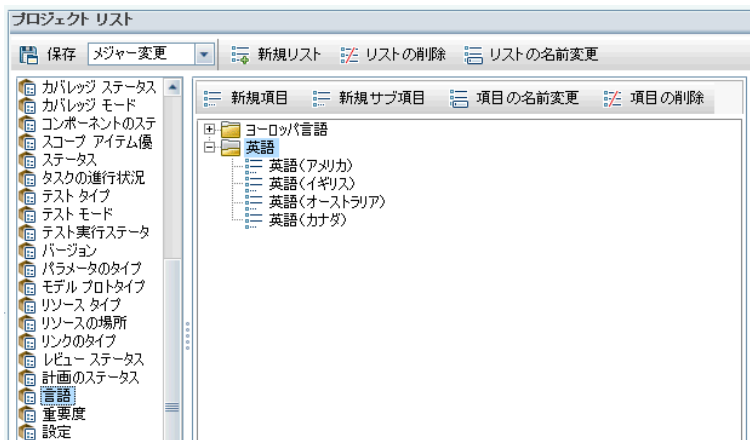 プロジェクト リスト
保存 メジャー変更 新規リスト リストの削除 リストの名前変更
カバレッジ ステータス
カバレッジ モード
コンポーネントのステ
スコープ アイテム優
ステータス
タスクの進行状況
テスト タイプ
テスト モード
テスト実行ステータ
バージョン
パラメータのタイプ
モデル プロトタイプ
リソース タイプ
リソースの場所
リンクのタイプ
レビュー ステータス
計画のステータス
言語
重要度
設定
新規項目 新規サブ項目 項目の名前変更 項目の削除
ヨーロッパ言語
英語
英語(アメリカ)
英語(イギリス)
英語(オーストラリア)
英語(カナダ)